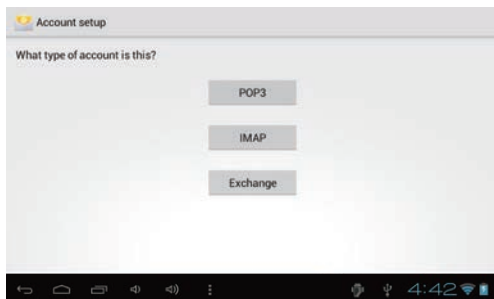 Account setup
What type of account is this?
POP3
IMAP
Exchange
4:42